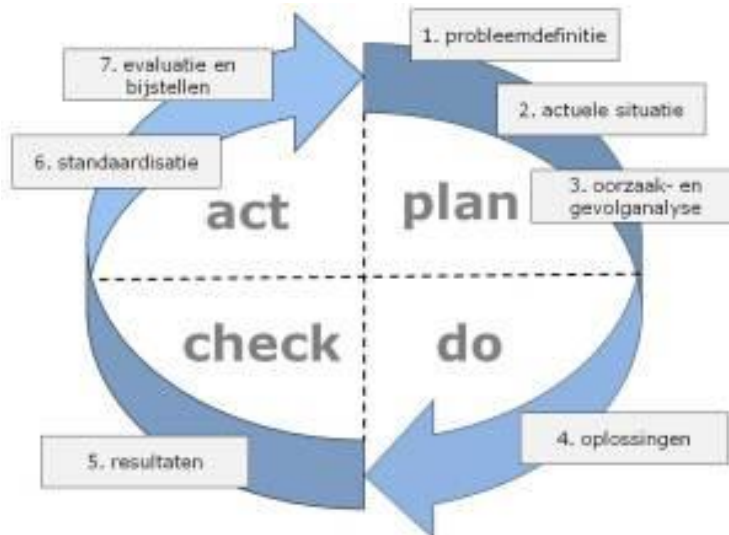 1. probleemdefinitie
2. actuele situatie
3. oorzaak- en
gevolganalyse
4. oplossingen
5. resultaten
6. standaardisatie
7. evaluatie en
bijstellen
act
plan
check
do